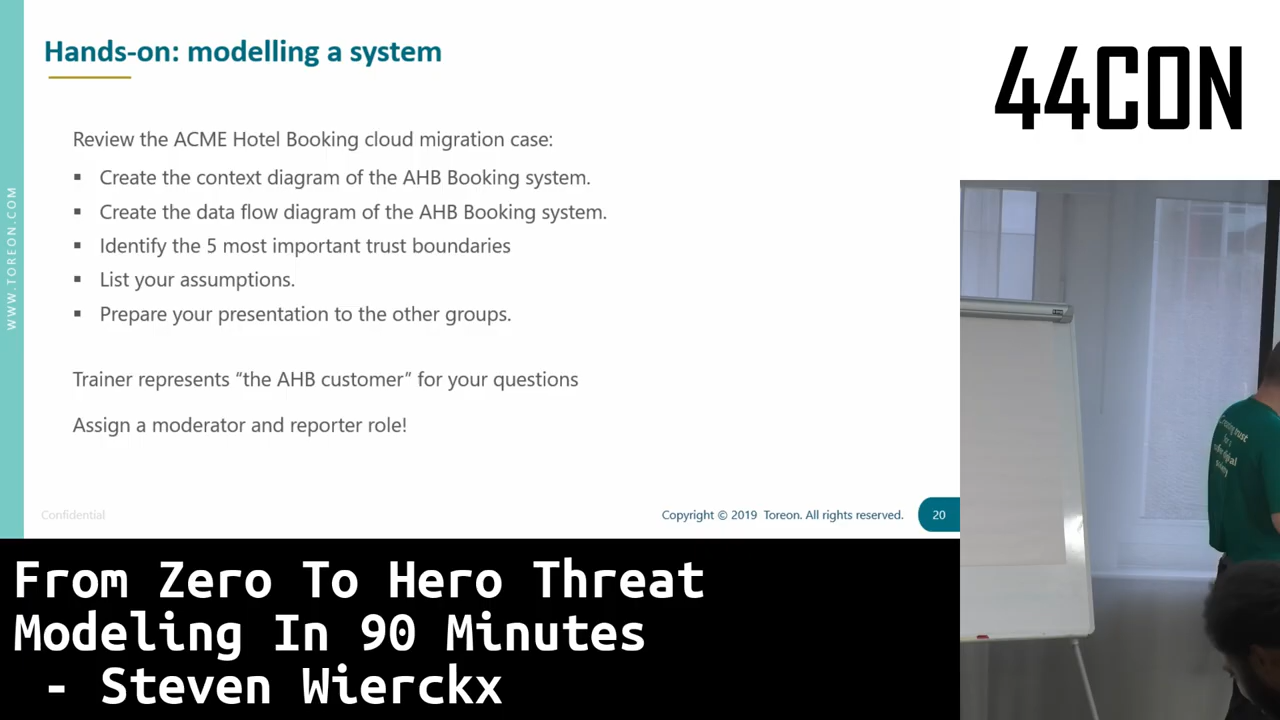 Hands-on: modelling a system
44CON
Review the ACME Hotel Booking cloud migration case:
▪ Create the context diagram of the AHB Booking system.
▪ Create the data flow diagram of the AHB Booking system.
▪ Identify the 5 most important trust boundaries
▪ List your assumptions.
▪ Prepare your presentation to the other groups.
Trainer represents “the AHB customer” for your questions
Assign a moderator and reporter role!
WWW.TOREON.COM
Confidential
Copyright © 2019 Toreon. All rights reserved.
20
trust
for a
digital
From Zero To Hero Threat
Modeling In 90 Minutes
- Steven Wierckx